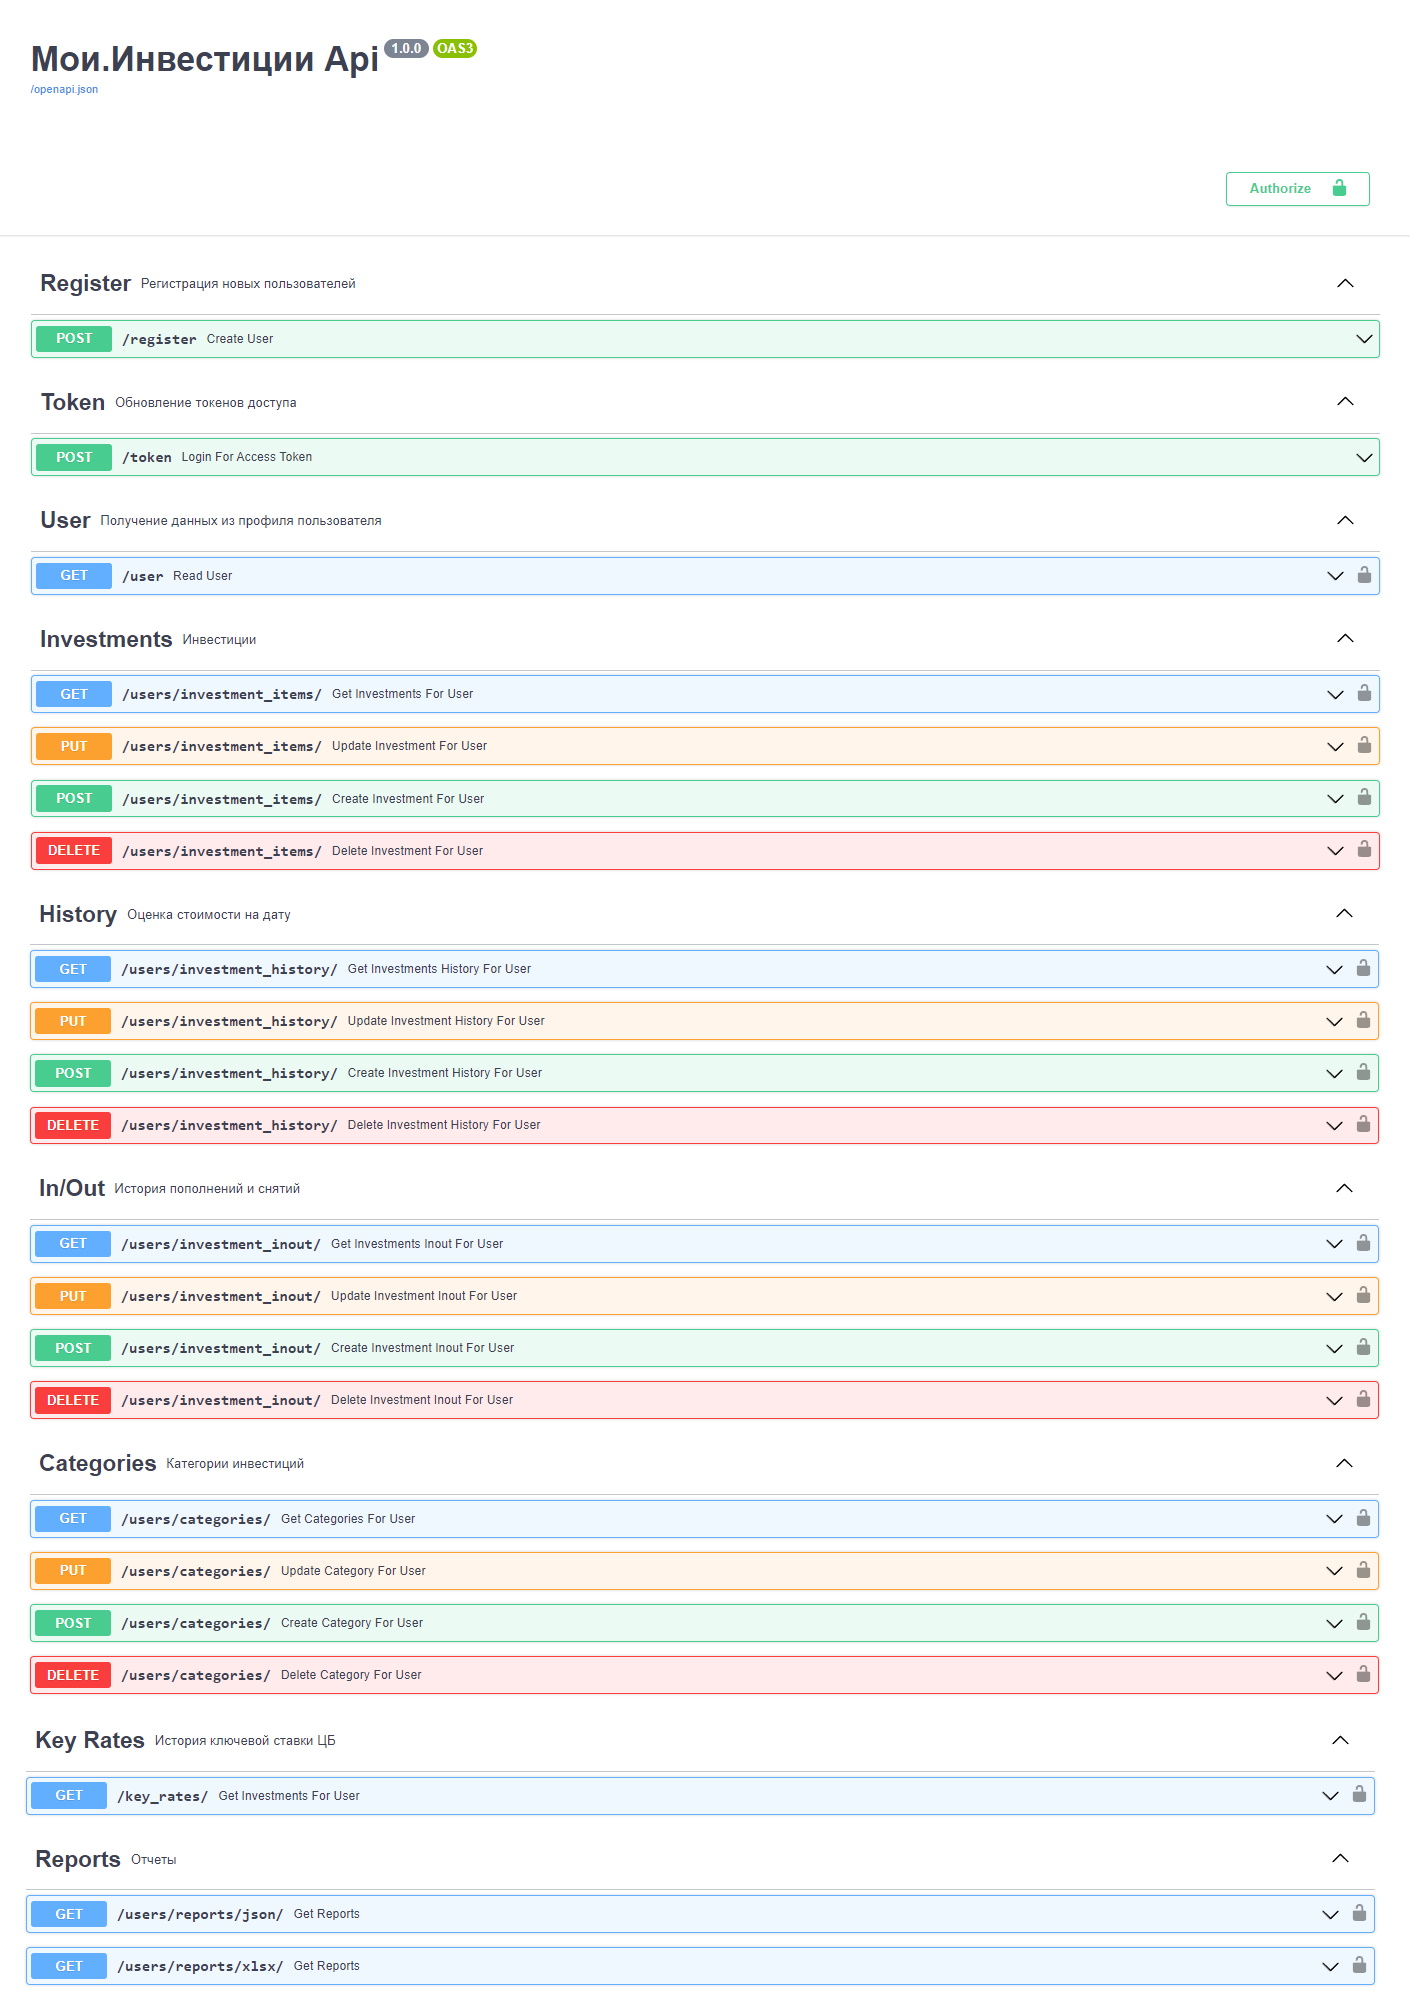 Мои.Инвестиции Api 1.0.0 OAS3
/openapi.json
Authorize
Register Регистрация новых пользователей
POST /register Create User
Token Обновление токенов доступа
POST /token Login For Access Token
User Получение данных из профиля пользователя
GET /user Read User
Investments Инвестиции
GET /users/investment_items/ Get Investments For User
PUT /users/investment_items/ Update Investment For User
POST /users/investment_items/ Create Investment For User
DELETE /users/investment_items/ Delete Investment For User
History Оценка стоимости на дату
GET /users/investment_history/ Get Investments History For User
PUT /users/investment_history/ Update Investment History For User
POST /users/investment_history/ Create Investment History For User
DELETE /users/investment_history/ Delete Investment History For User
In/Out История пополнений и снятий
GET /users/investment_inout/ Get Investments Inout For User
PUT /users/investment_inout/ Update Investment Inout For User
POST /users/investment_inout/ Create Investment Inout For User
DELETE /users/investment_inout/ Delete Investment Inout For User
Categories Категории инвестиций
GET /users/categories/ Get Categories For User
PUT /users/categories/ Update Category For User
POST /users/categories/ Create Category For User
DELETE /users/categories/ Delete Category For User
Key Rates История ключевой ставки ЦБ
GET /key_rates/ Get Investments For User
Reports Отчеты
GET /users/reports/json/ Get Reports
GET /users/reports/xlsx/ Get Reports